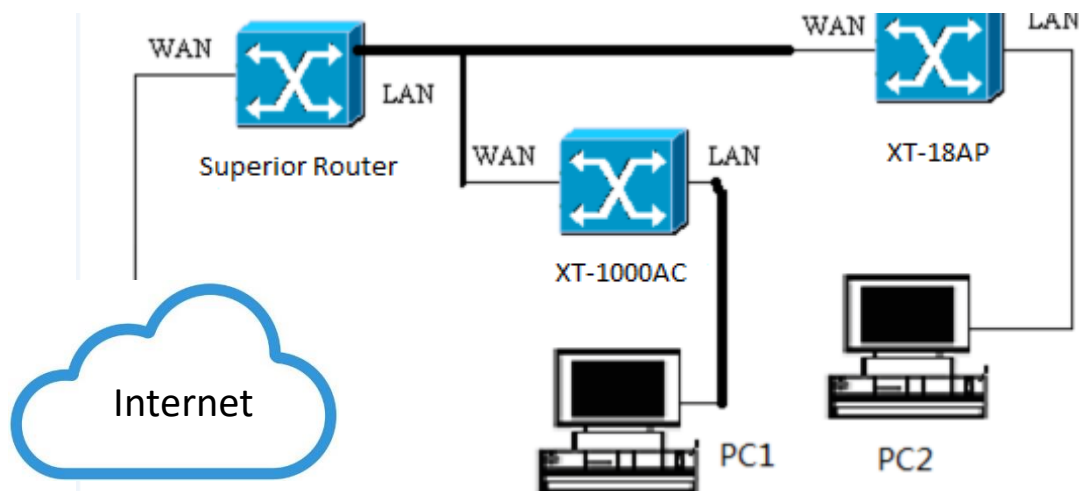 WAN
LAN
Superior Router
WAN
LAN
XT-1000AC
WAN
LAN
XT-18AP
Internet
PC1
PC2